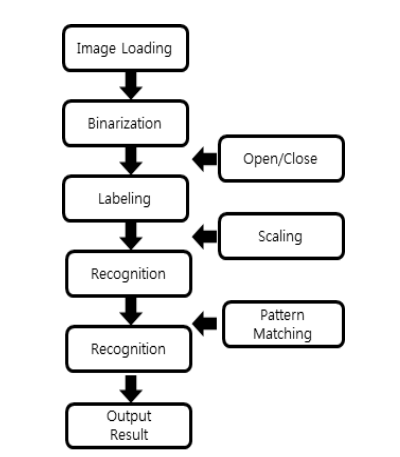 Image Loading
Binarization
Open/Close
Labeling
Scaling
Recognition
Pattern
Matching
Recognition
Output
Result